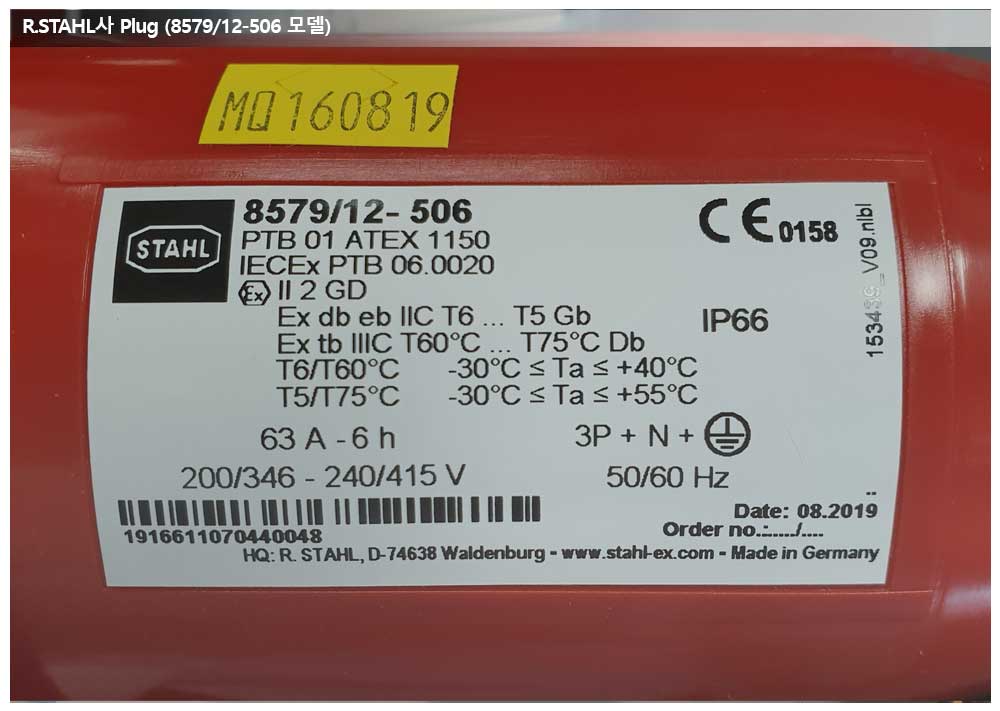 R.STAHL사 Plug (8579/12-506 모델)
MQ160819
STAHL
8579/12- 506
PTB 01 ATEX 1150
IECEx PTB 06.0020
Ex II 2 GD
Ex db eb IIC T6 ... T5 Gb
Ex tb IIIC T60°C ... T75°C Db
T6/T60°C -30°C ≤ Ta ≤ +40°C
T5/T75°C -30°C ≤ Ta ≤ +55°C
CE 0158
IP66
63 A - 6 h 3P + N +
200/346 - 240/415 V 50/60 Hz
1916611070440048
Date: 08.2019
Order no.:...../....
HQ: R. STAHL, D-74638 Waldenburg - www.stahl-ex.com - Made in Germany